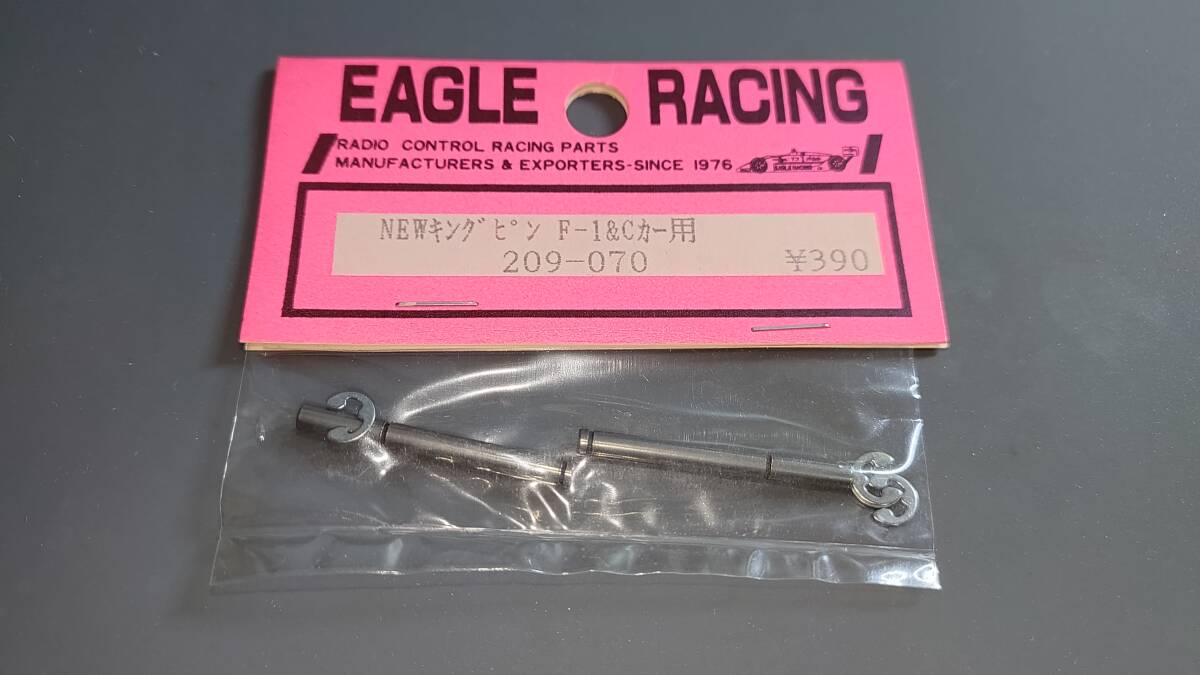 EAGLE RACING
RADIO CONTROL RACING PARTS
MANUFACTURERS & EXPORTERS-SINCE 1976
NEWキングピン F-1&Cカー用
209-070 ¥390